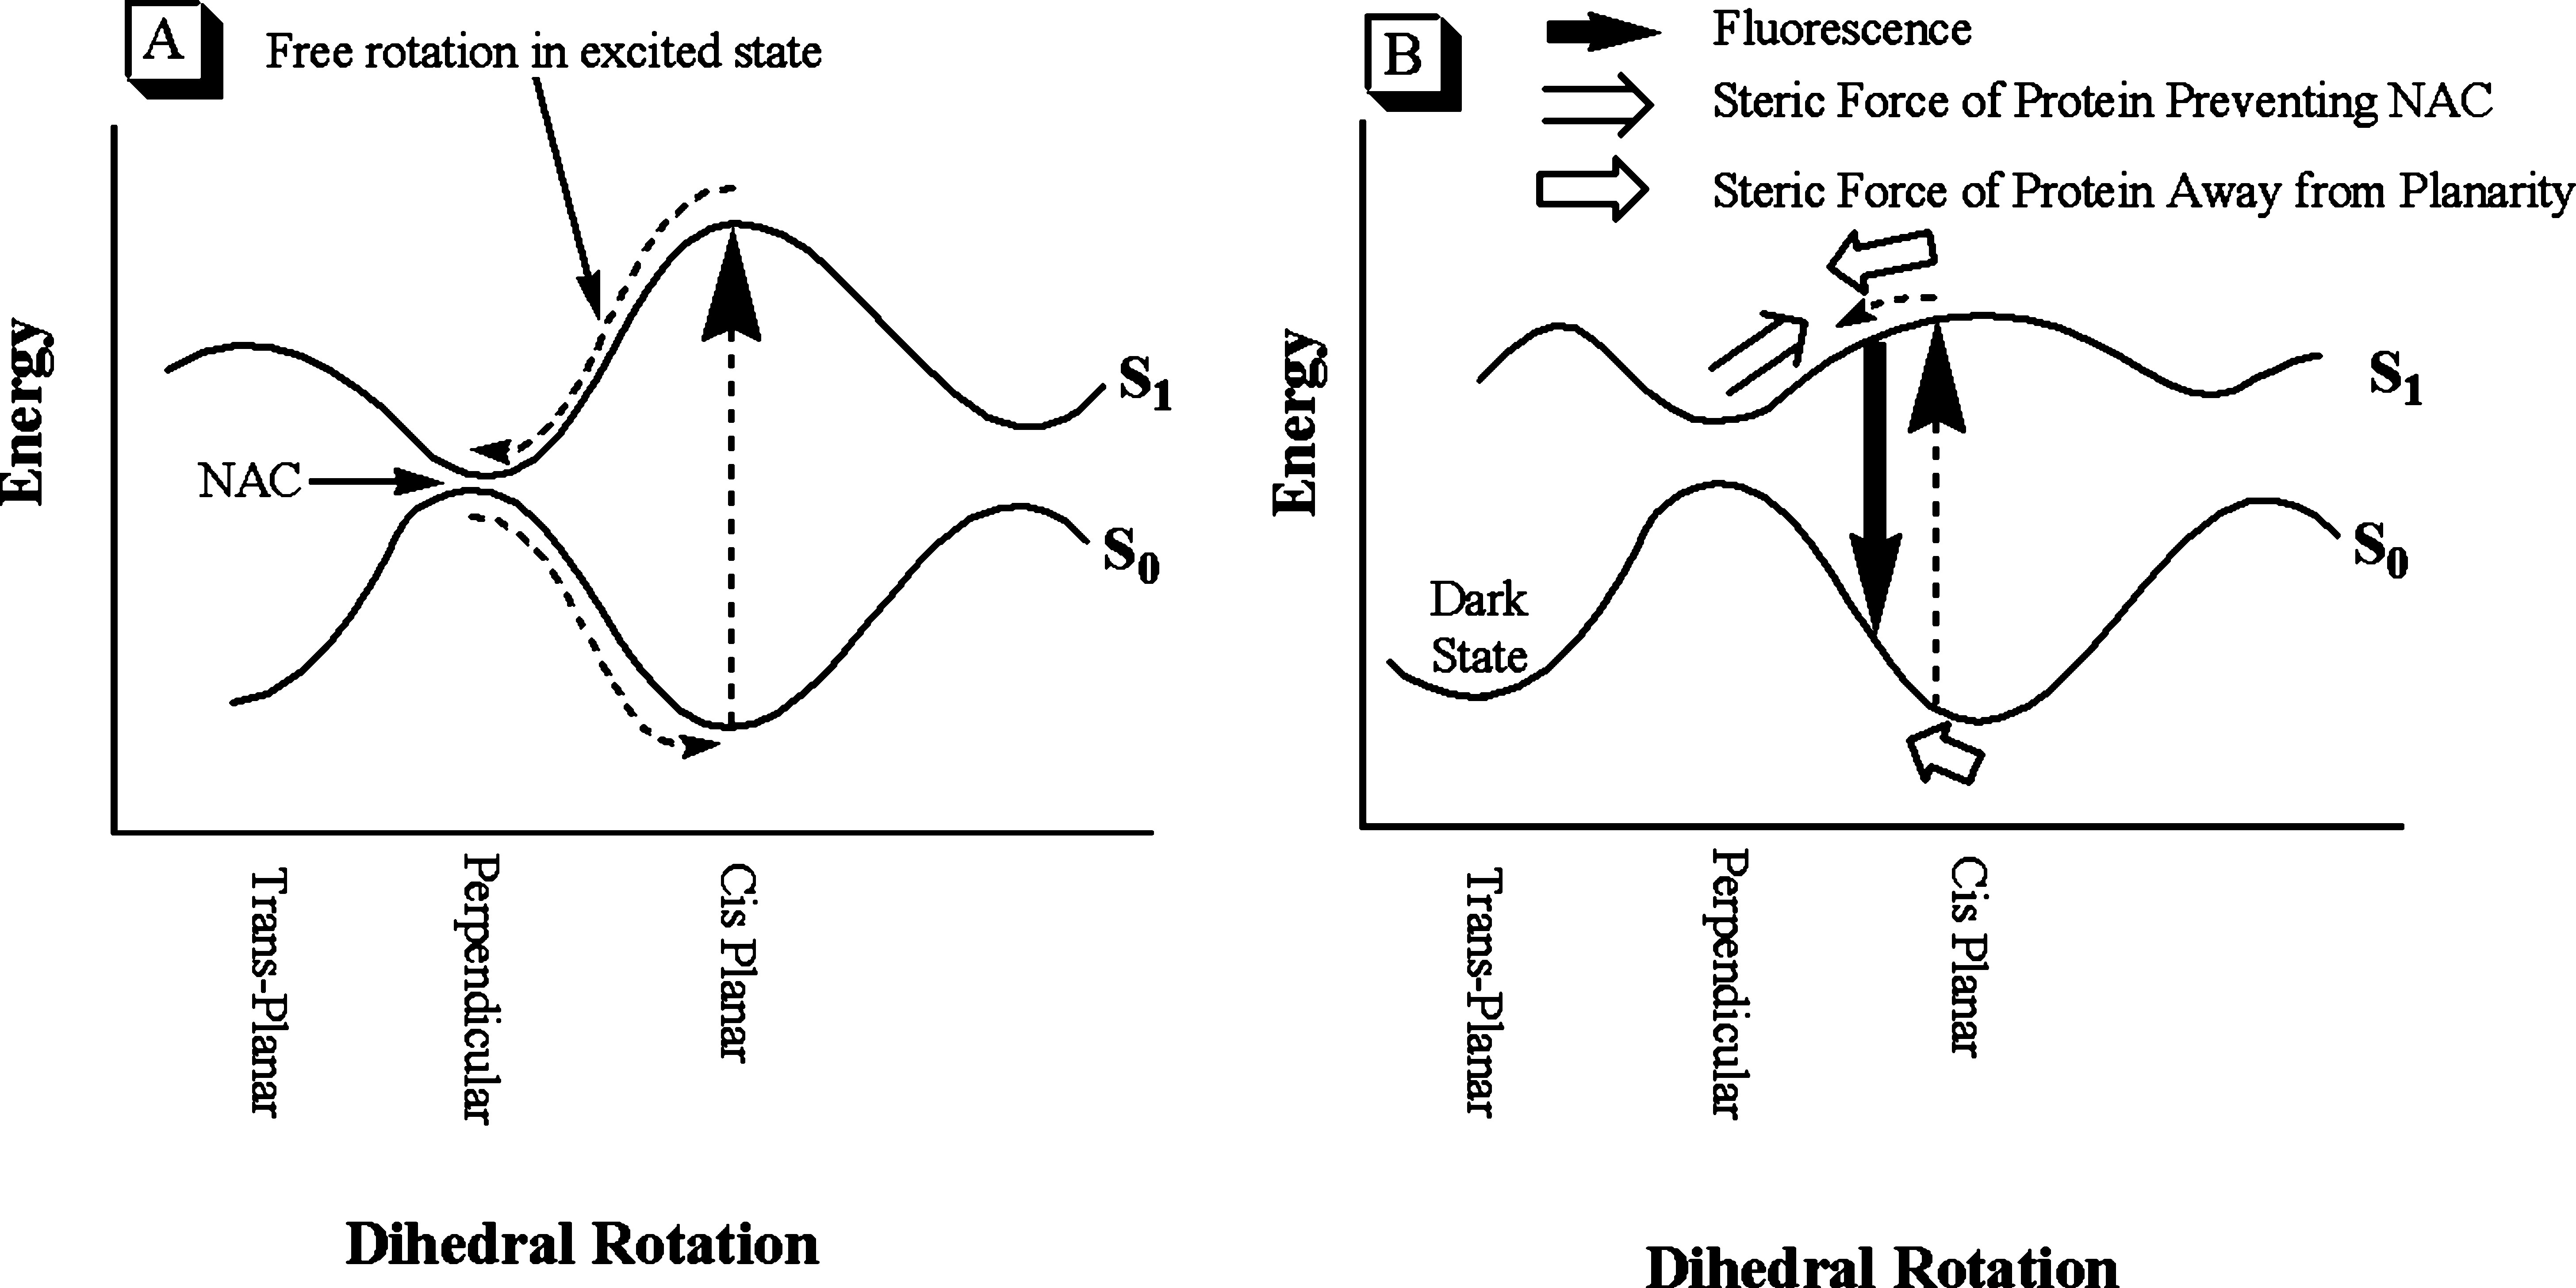 A
Free rotation in excited state
Energy
NAC
S1
S0
Trans-Planar
Perpendicular
Cis Planar
Dihedral Rotation
B
Fluorescence
Steric Force of Protein Preventing NAC
Steric Force of Protein Away from Planarity
Energy
S1
S0
Dark
State
Trans-Planar
Perpendicular
Cis Planar
Dihedral Rotation